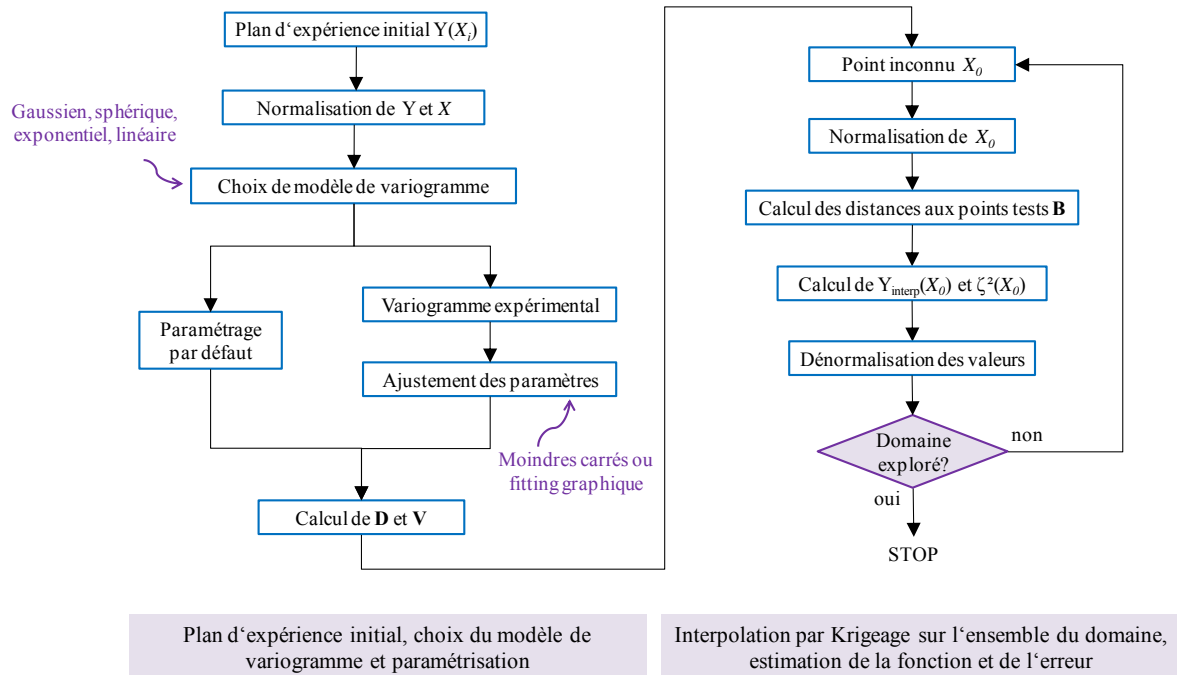 Plan d‘expérience initial Y(Xi)
Normalisation de Y et X
Gaussien, sphérique,
exponentiel, linéaire
Choix de modèle de variogramme
Paramétrage
par défaut
Variogramme expérimental
Ajustement des paramètres
Moindres carrés ou
fitting graphique
Calcul de D et V
Point inconnu X0
Normalisation de X0
Calcul des distances aux points tests B
Calcul de Yinterp(X0) et ζ²(X0)
Dénormalisation des valeurs
Domaine
exploré?
non
oui
STOP
Plan d‘expérience initial, choix du modèle de
variogramme et paramétrisation
Interpolation par Krigeage sur l‘ensemble du domaine,
estimation de la fonction et de l‘erreur